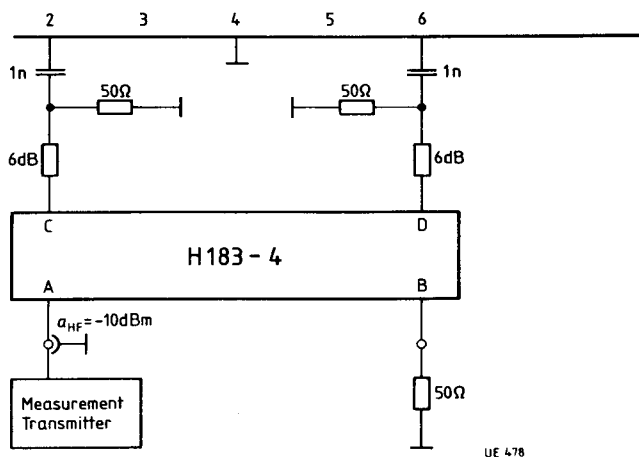 2 3 4 5 6
1n 1n
50Ω 50Ω
6dB 6dB
C D
H183-4
A B
aHF=-10dBm
50Ω
Measurement
Transmitter
UE 478